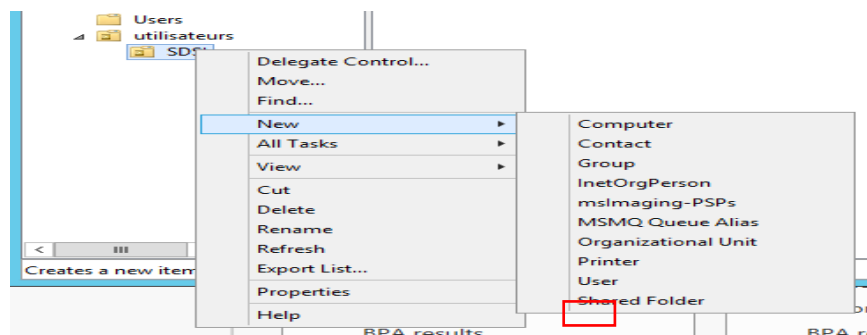 Users
utilisateurs
Delegate Control...
Move...
Find...
New
All Tasks
View
Cut
Delete
Rename
Refresh
Export List...
Properties
Help
Computer
Contact
Group
InetOrgPerson
msImaging-PSPs
MSMQ Queue Alias
Organizational Unit
Printer
User
Shared Folder
Creates a new item
BPA results
BPA